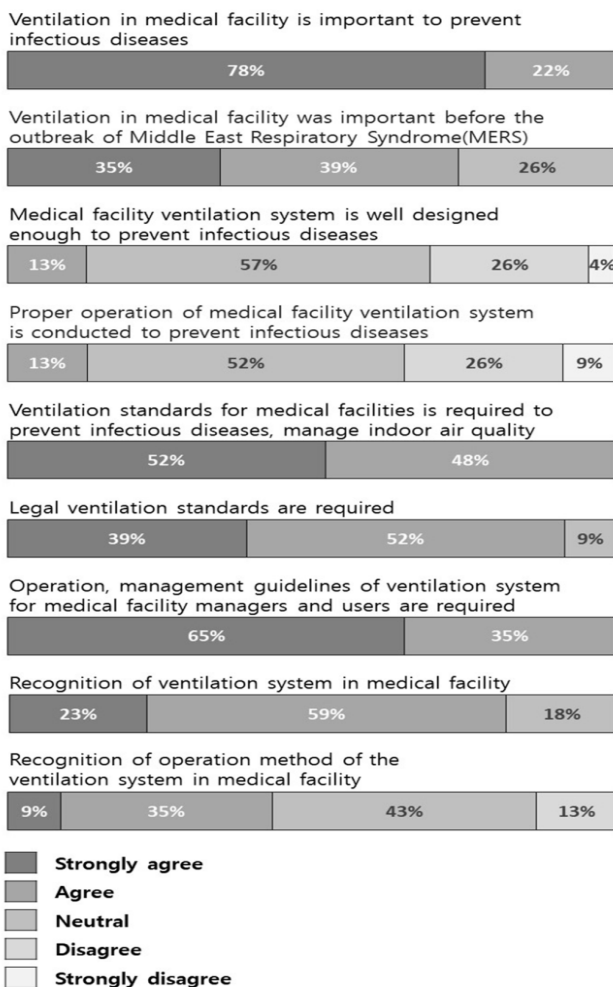 Ventilation in medical facility is important to prevent
infectious diseases
78% 22%
Ventilation in medical facility was important before the
outbreak of Middle East Respiratory Syndrome(MERS)
35% 39% 26%
Medical facility ventilation system is well designed
enough to prevent infectious diseases
13% 57% 26% 4%
Proper operation of medical facility ventilation system
is conducted to prevent infectious diseases
13% 52% 26% 9%
Ventilation standards for medical facilities is required to
prevent infectious diseases, manage indoor air quality
52% 48%
Legal ventilation standards are required
39% 52% 9%
Operation, management guidelines of ventilation system
for medical facility managers and users are required
65% 35%
Recognition of ventilation system in medical facility
23% 59% 18%
Recognition of operation method of the
ventilation system in medical facility
9% 35% 43% 13%
Strongly agree
Agree
Neutral
Disagree
Strongly disagree